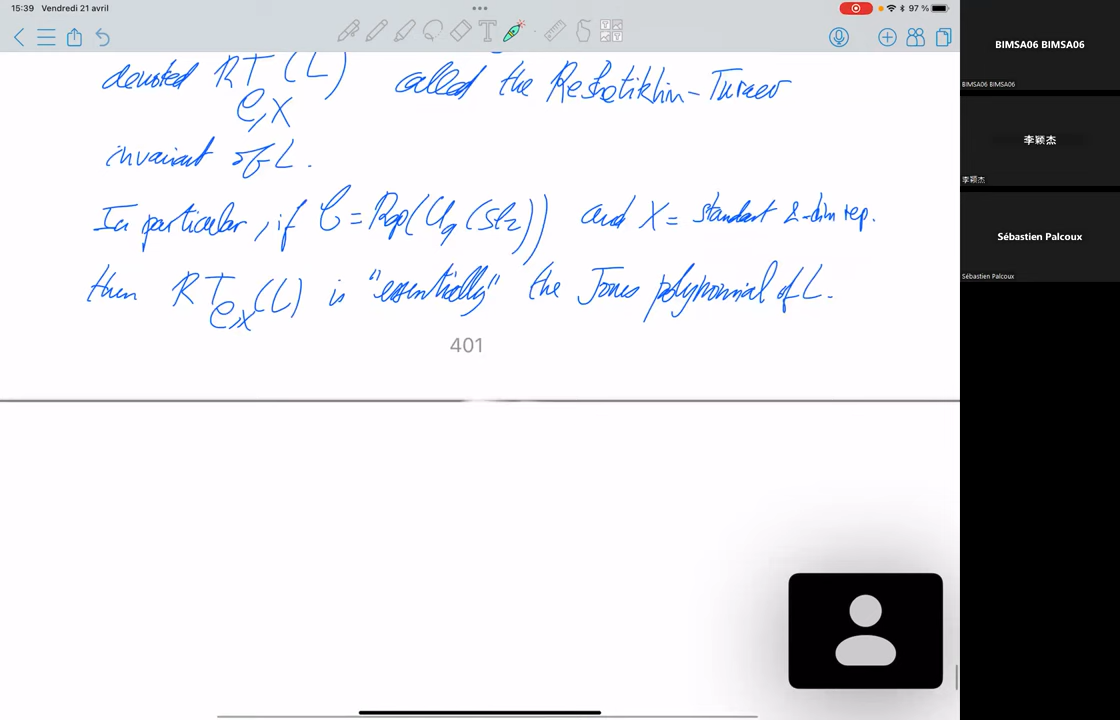 15:39 Vendredi 21 avril
97 %
denoted RT_{C,X}(L) called the Reshetikhin-Turaev
invariant of L.
In particular, if C = Rep(U_q(sl_2)) and X = standart 2-dim rep.
then RT_{C,X}(L) is "essentially" the Jones polynomial of L.
401
BIMSA06 BIMSA06
BIMSA06 BIMSA06
李颖杰
李颖杰
Sébastien Palcoux
Sébastien Palcoux